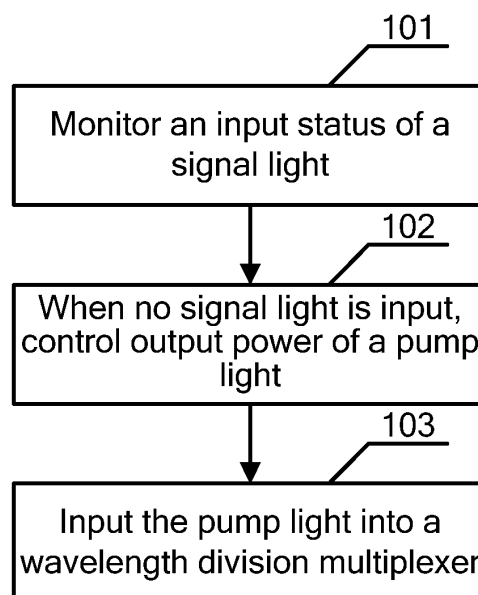 101
Monitor an input status of a
signal light
102
When no signal light is input,
control output power of a pump
light
103
Input the pump light into a
wavelength division multiplexer